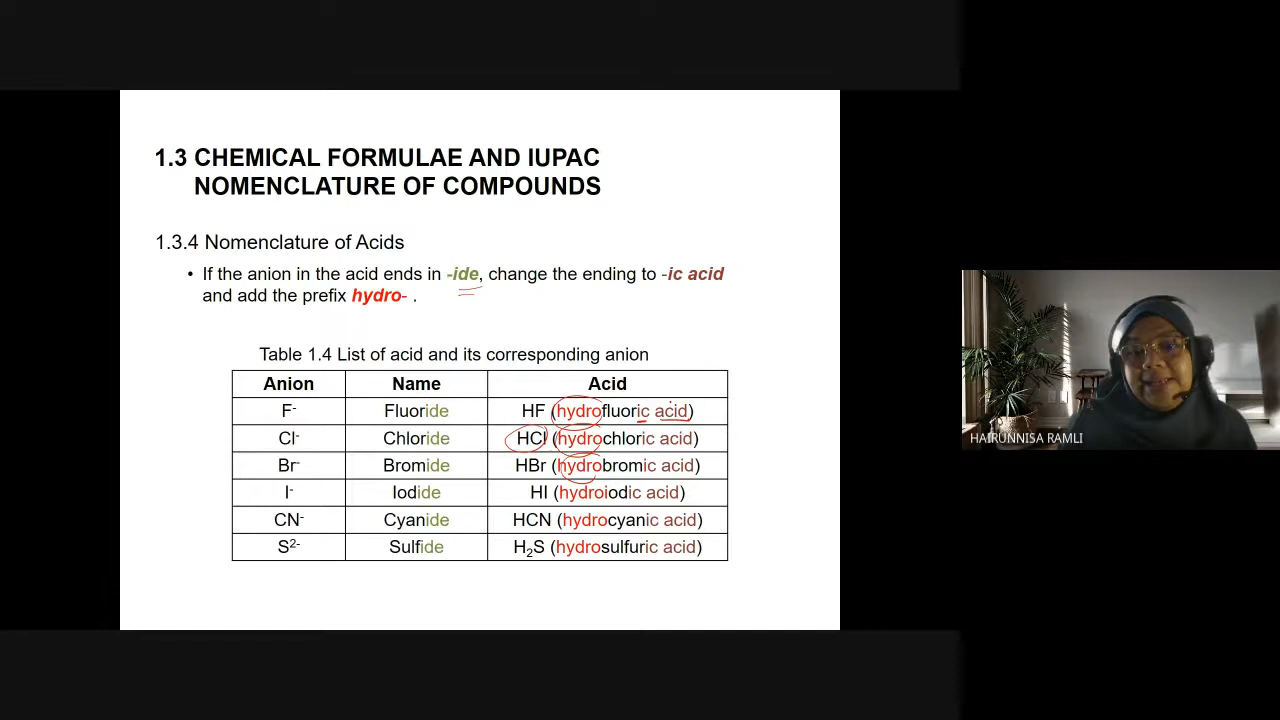 1.3 CHEMICAL FORMULAE AND IUPAC
NOMENCLATURE OF COMPOUNDS
1.3.4 Nomenclature of Acids
• If the anion in the acid ends in -ide, change the ending to -ic acid
and add the prefix hydro- .
Table 1.4 List of acid and its corresponding anion
Anion Name Acid
F⁻ Fluoride HF (hydrofluoric acid)
Cl⁻ Chloride HCl (hydrochloric acid)
Br⁻ Bromide HBr (hydrobromic acid)
I⁻ Iodide HI (hydroiodic acid)
CN⁻ Cyanide HCN (hydrocyanic acid)
S²⁻ Sulfide H₂S (hydrosulfuric acid)
HAIRUNNISA RAMLI